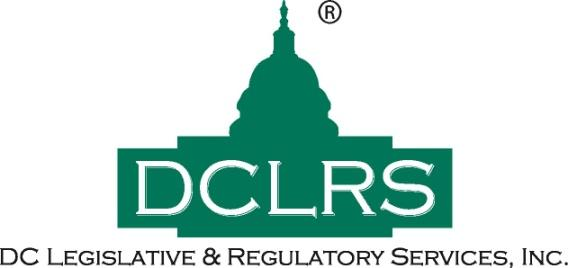 ®
DCLRS
DC Legislative & Regulatory Services, Inc.